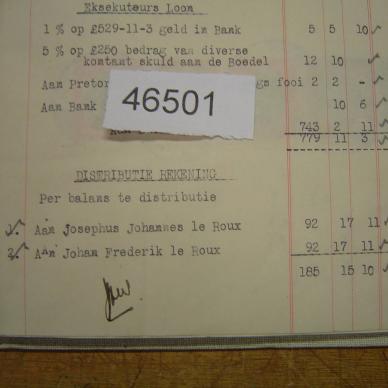 Eksekuteurs Loon
1 % op £529-11-3 geld in Bank 5 5 10
5 % op £250 bedrag van diverse
kontant skuld aan de Boedel 12 10
Aan fooi 2 2 -
Aan Bank 10 6
46501
743 2 11
779 11 3
DISTRIBUTIE REKENING
Per balans te distributie
1. Aan Josephus Johannes le Roux 92 17 11
2. Aan Johan Frederik le Roux 92 17 11
185 15 10